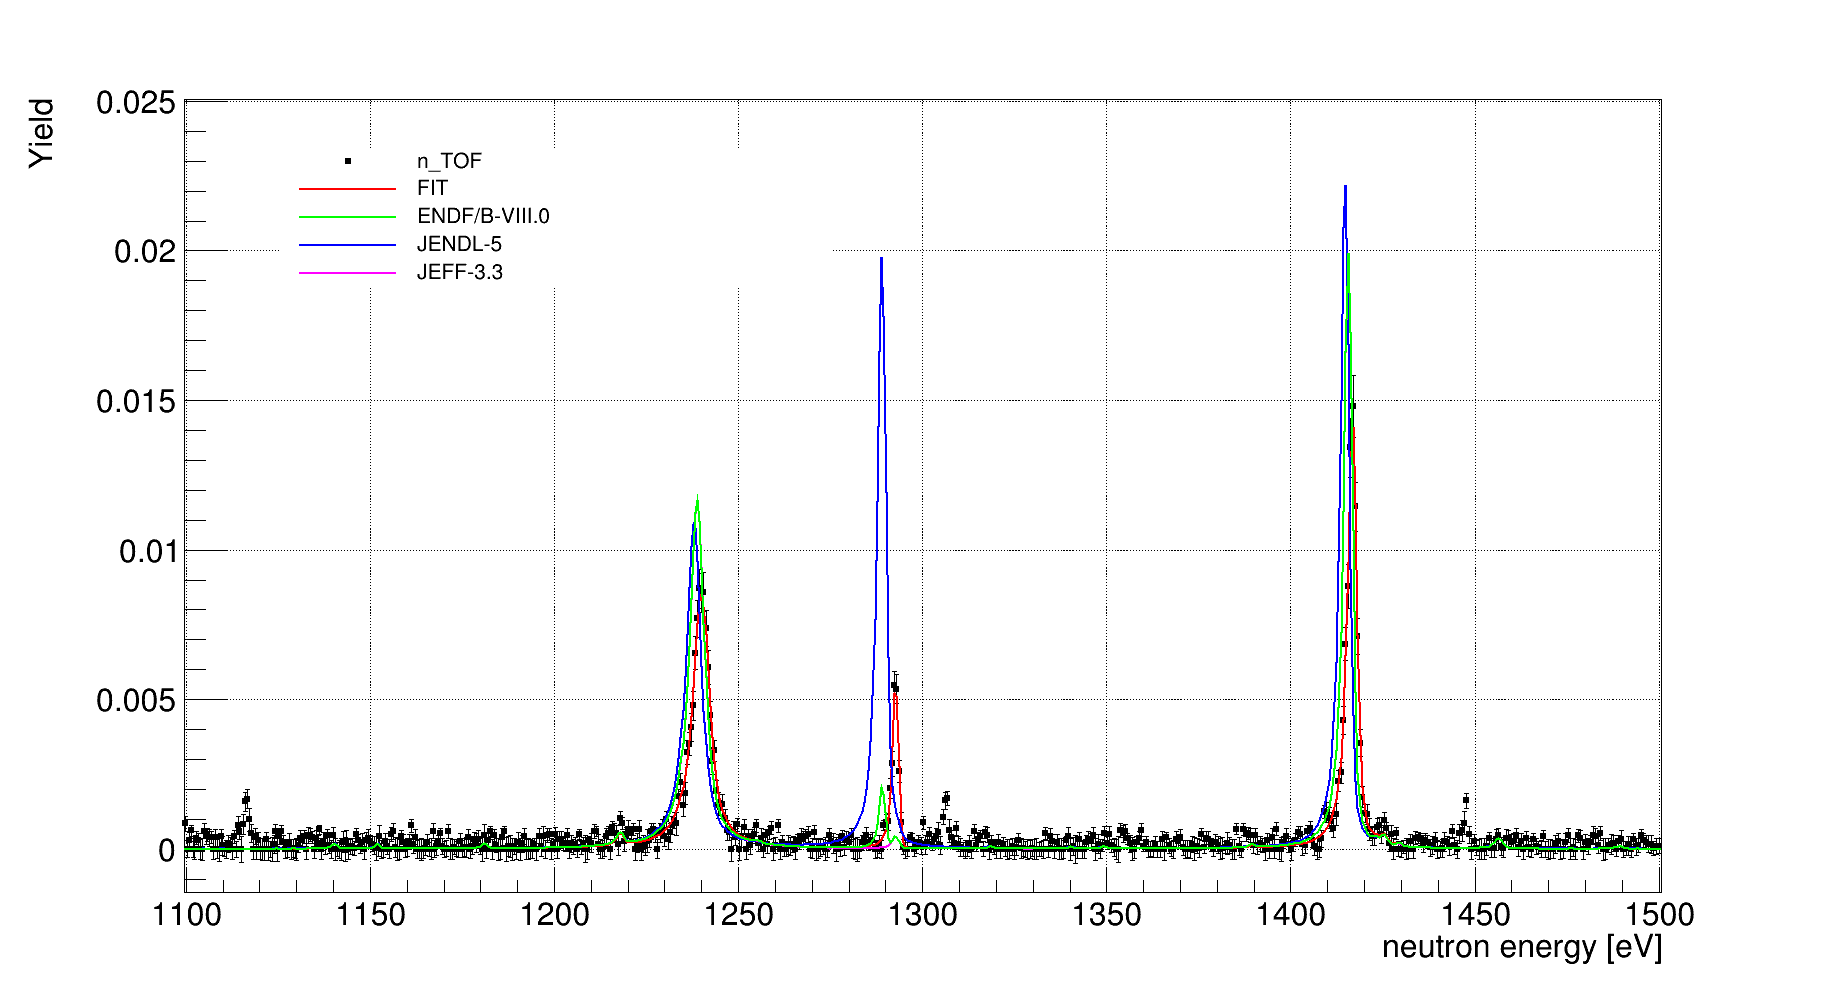 Yield
0.025
0.02
0.015
0.01
0.005
0
n_TOF
FIT
ENDF/B-VIII.0
JENDL-5
JEFF-3.3
1100 1150 1200 1250 1300 1350 1400 1450 1500
neutron energy [eV]